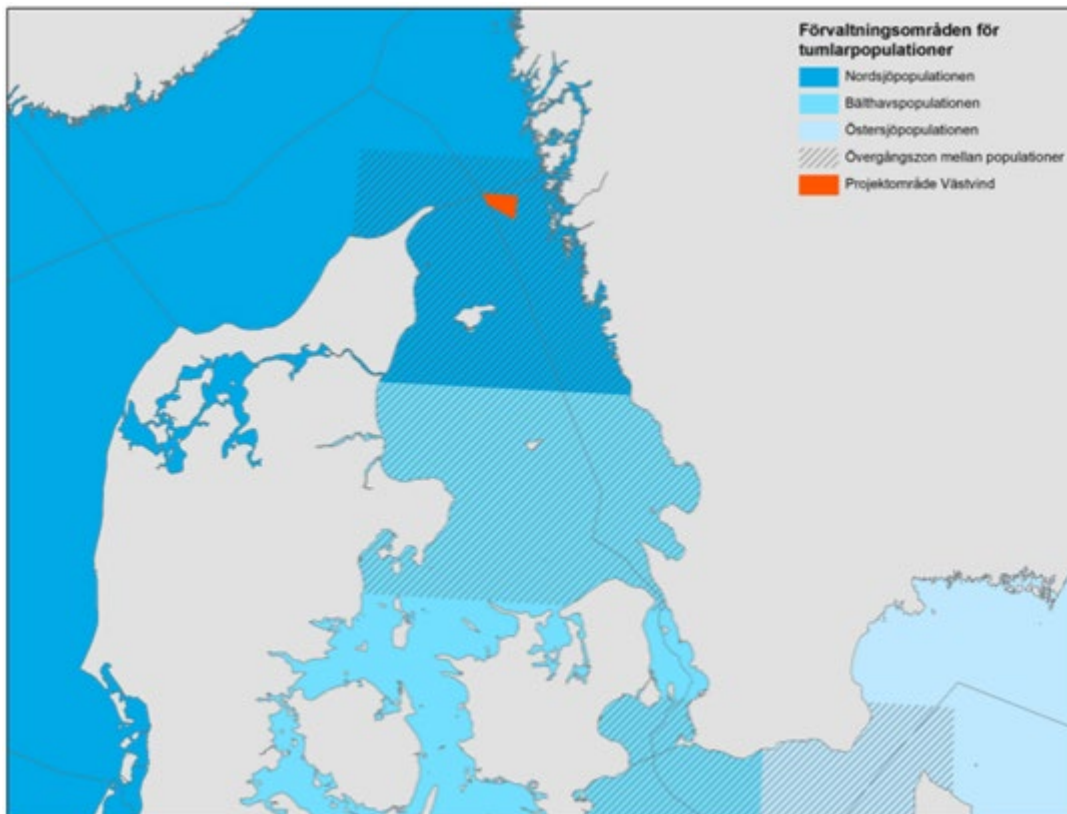 Förvaltningsområden för
tumlarpopulationer
Nordsjöpopulationen
Bälthavspopulationen
Östersjöpopulationen
Övergångszon mellan populationer
Projektområde Västvind